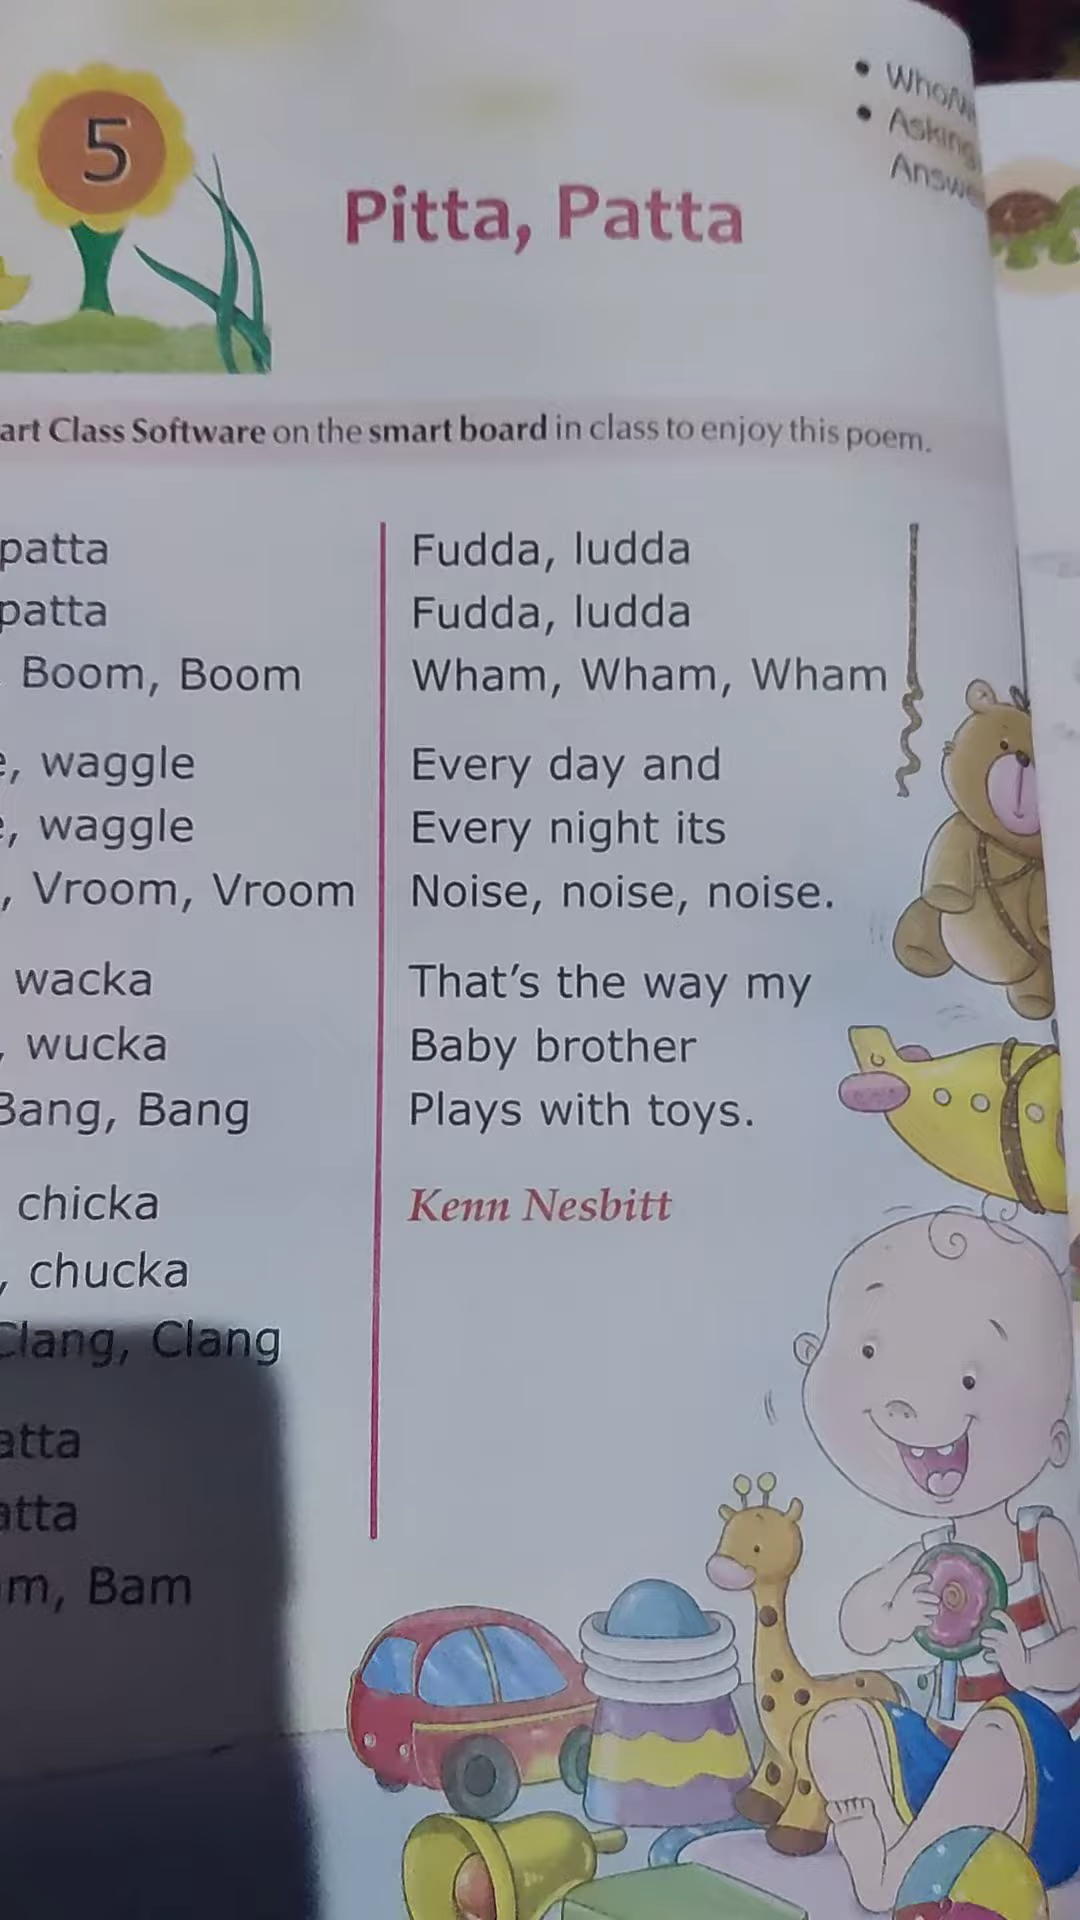 5
Pitta, Patta
Asking
art Class Software on the smart board in class to enjoy this poem.
patta
patta
Boom, Boom
, waggle
, waggle
, Vroom, Vroom
wacka
, wucka
Bang, Bang
chicka
, chucka
Clang, Clang
atta
atta
m, Bam
Fudda, ludda
Fudda, ludda
Wham, Wham, Wham
Every day and
Every night its
Noise, noise, noise.
That's the way my
Baby brother
Plays with toys.
Kenn Nesbitt